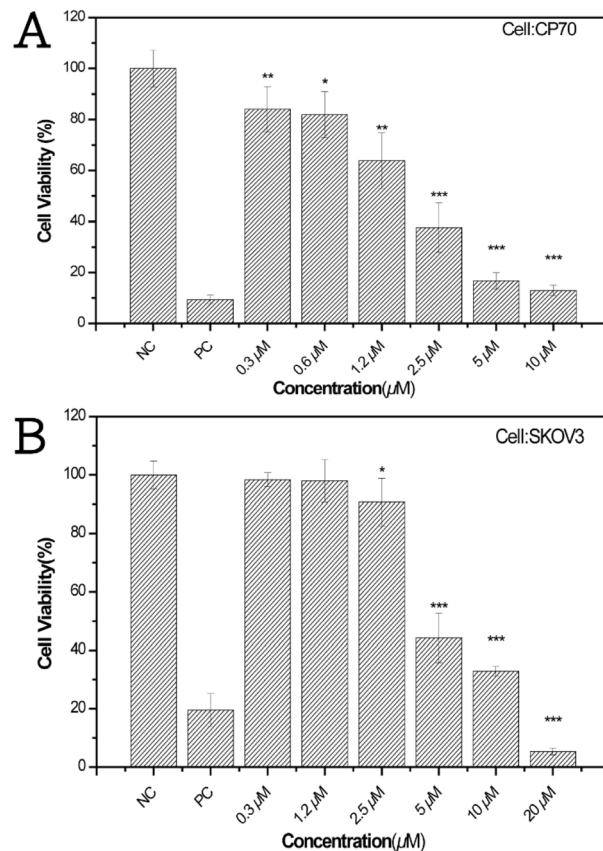 A
Cell:CP70
120
100
80
60
40
20
0
Cell Viability (%)
**
*
**
***
***
***
NC
PC
0.3 µM
0.6 µM
1.2 µM
2.5 µM
5 µM
10 µM
Concentration(µM)
B
Cell:SKOV3
120
100
80
60
40
20
0
Cell Viability(%)
*
***
***
***
NC
PC
0.3 µM
1.2 µM
2.5 µM
5 µM
10 µM
20 µM
Concentration(µM)